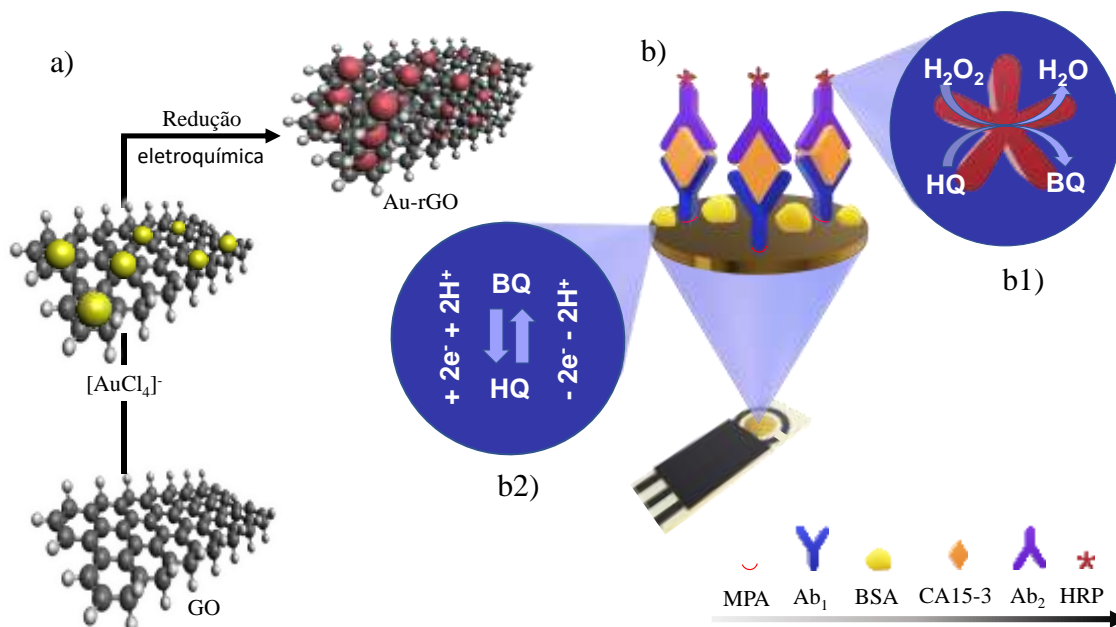 a)
Redução
eletroquímica
Au-rGO
[AuCl₄]⁻
GO
b)
H₂O₂
H₂O
HQ
BQ
b1)
+ 2e⁻ + 2H⁺
BQ
HQ
- 2e⁻ - 2H⁺
b2)
MPA Ab₁ BSA CA15-3 Ab₂ HRP